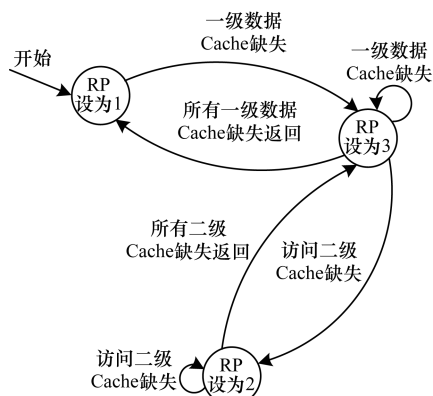 开始
RP
设为1
一级数据
Cache缺失
一级数据
Cache缺失
所有一级数据
Cache缺失返回
RP
设为3
所有二级
Cache缺失返回
访问二级
Cache缺失
访问二级
Cache缺失
RP
设为2